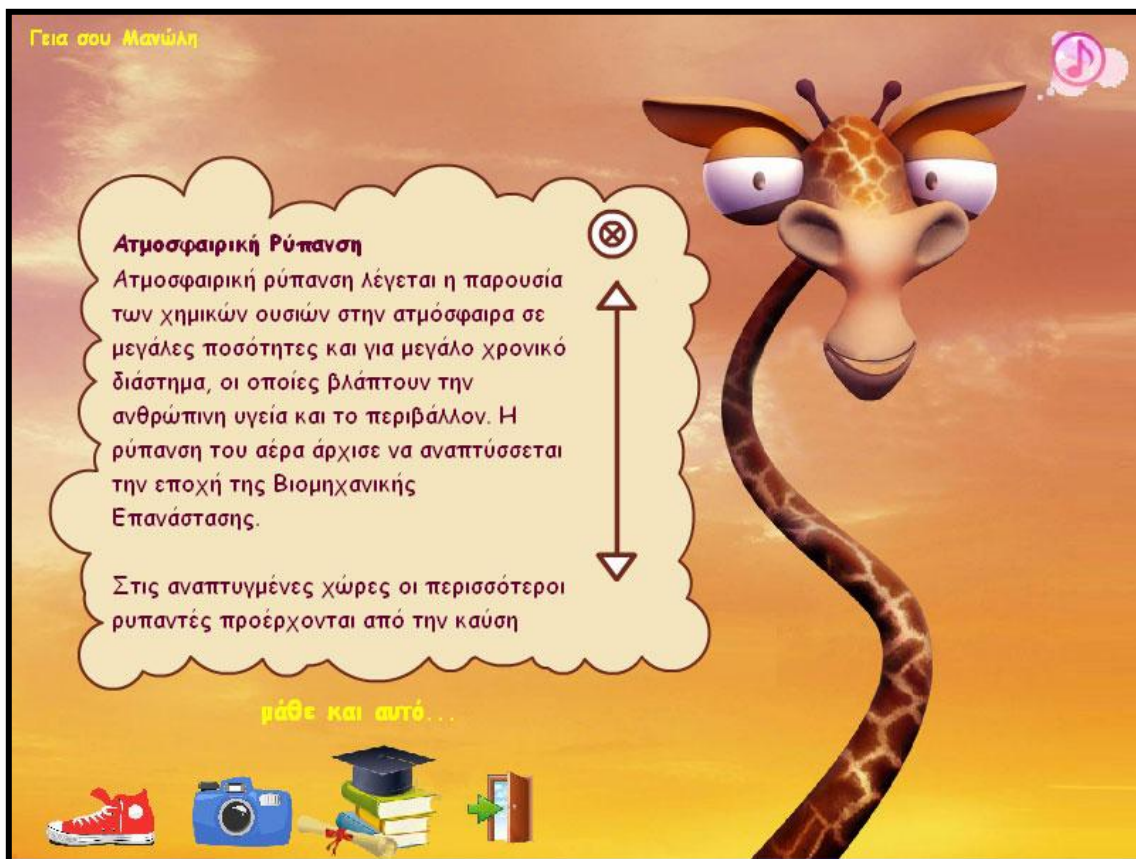 Γεια σου Μανώλη
Ατμοσφαιρική Ρύπανση
Ατμοσφαιρική ρύπανση λέγεται η παρουσία
των χημικών ουσιών στην ατμόσφαιρα σε
μεγάλες ποσότητες και για μεγάλο χρονικό
διάστημα, οι οποίες βλάπτουν την
ανθρώπινη υγεία και το περιβάλλον. Η
ρύπανση του αέρα άρχισε να αναπτύσσεται
την εποχή της Βιομηχανικής
Επανάστασης.
Στις αναπτυγμένες χώρες οι περισσότεροι
ρυπαντές προέρχονται από την καύση
μάθε και αυτό...